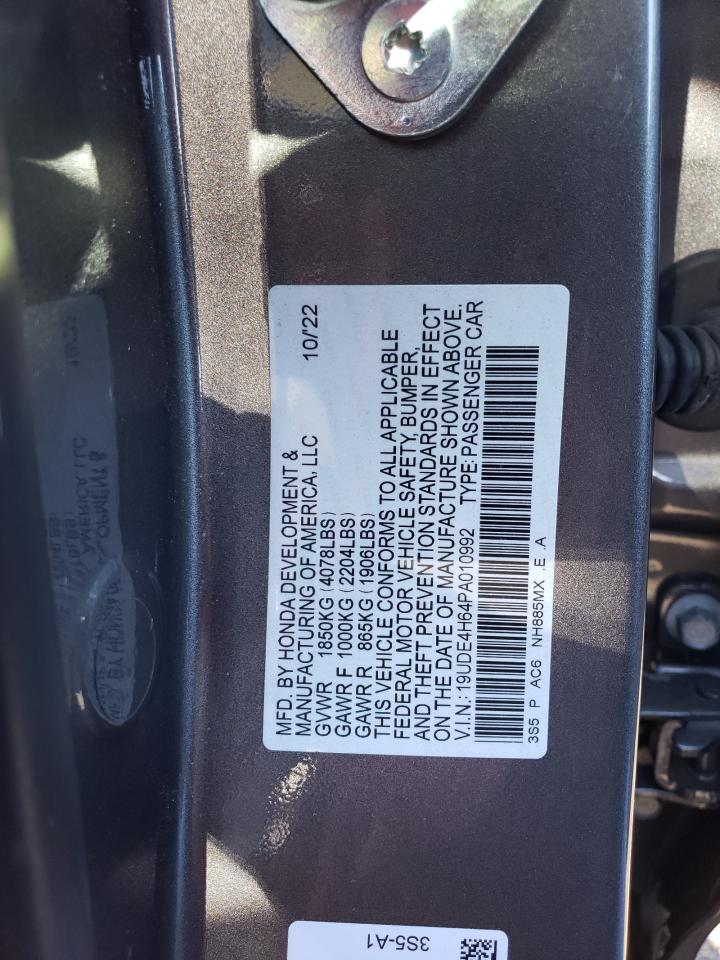 MFD. BY HONDA DEVELOPMENT &
MANUFACTURING OF AMERICA, LLC 10/22
GVWR 1850KG (4078LBS)
GAWR F 1000KG (2204LBS)
GAWR R 865KG (1906LBS)
THIS VEHICLE CONFORMS TO ALL APPLICABLE
FEDERAL MOTOR VEHICLE SAFETY, BUMPER,
AND THEFT PREVENTION STANDARDS IN EFFECT
ON THE DATE OF MANUFACTURE SHOWN ABOVE.
V.I.N.: 19UDE4H64PA010992 TYPE: PASSENGER CAR
3S5 P AC6 NH885MX .E .A
3S5-A1